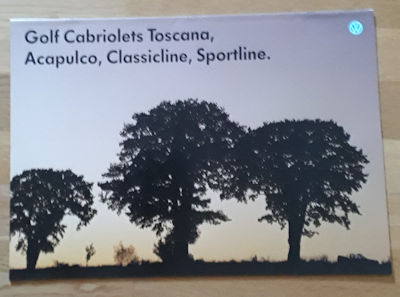 Golf Cabriolets Toscana,
Acapulco, Classicline, Sportline.